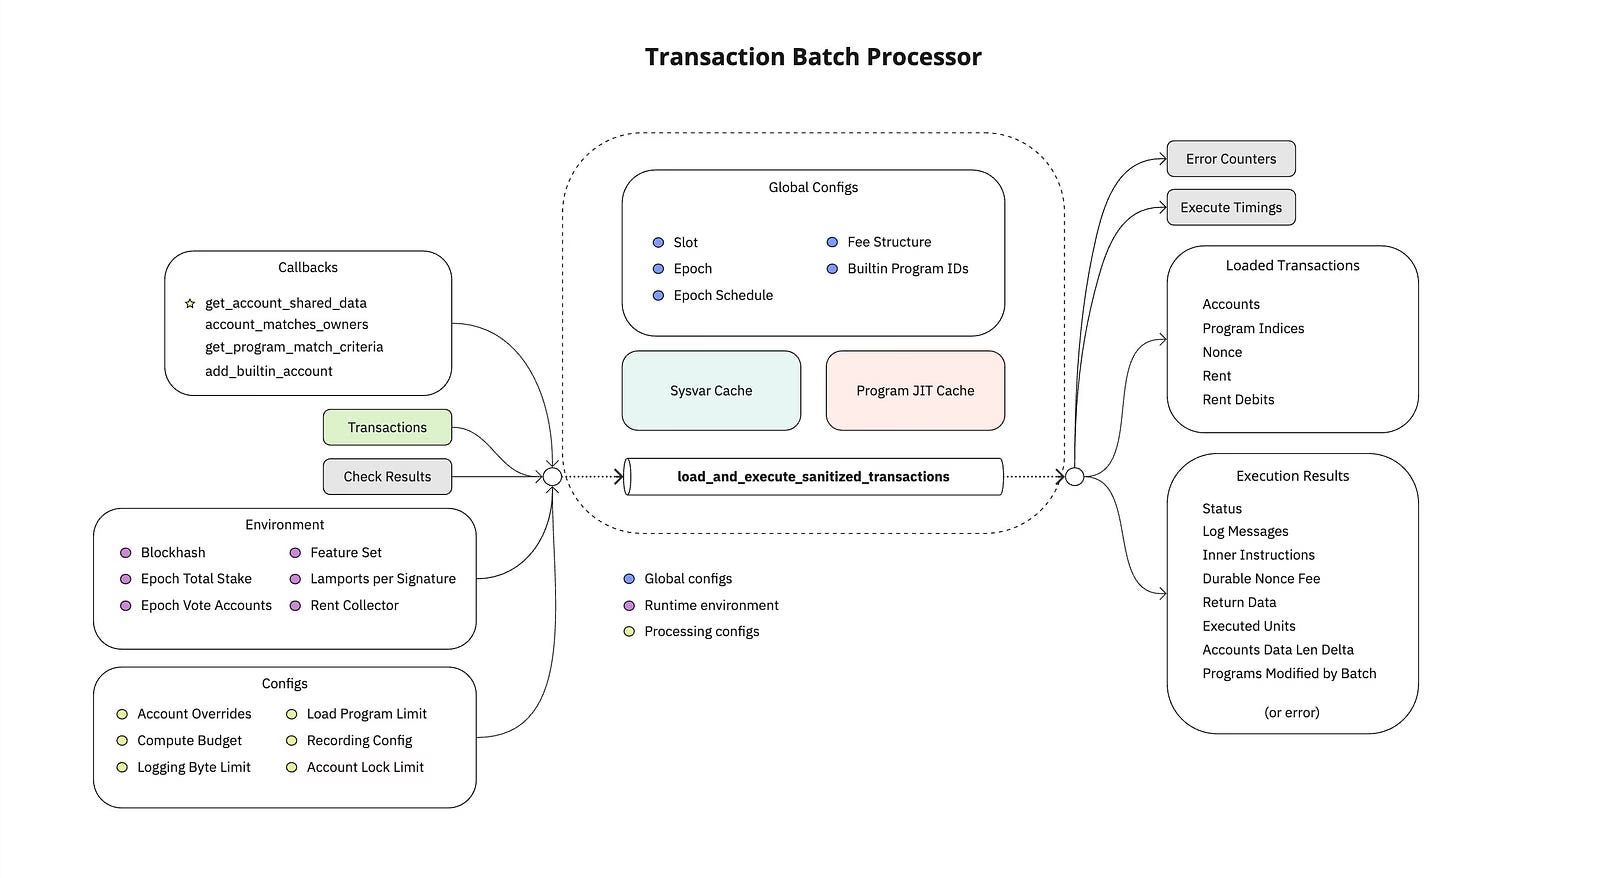 Transaction Batch Processor
Callbacks
get_account_shared_data
account_matches_owners
get_program_match_criteria
add_builtin_account
Transactions
Check Results
Environment
Blockhash
Epoch Total Stake
Epoch Vote Accounts
Feature Set
Lamports per Signature
Rent Collector
Configs
Account Overrides
Compute Budget
Logging Byte Limit
Load Program Limit
Recording Config
Account Lock Limit
Global Configs
Slot
Epoch
Epoch Schedule
Fee Structure
Builtin Program IDs
Sysvar Cache
Program JIT Cache
load_and_execute_sanitized_transactions
Global configs
Runtime environment
Processing configs
Error Counters
Execute Timings
Loaded Transactions
Accounts
Program Indices
Nonce
Rent
Rent Debits
Execution Results
Status
Log Messages
Inner Instructions
Durable Nonce Fee
Return Data
Executed Units
Accounts Data Len Delta
Programs Modified by Batch
(or error)